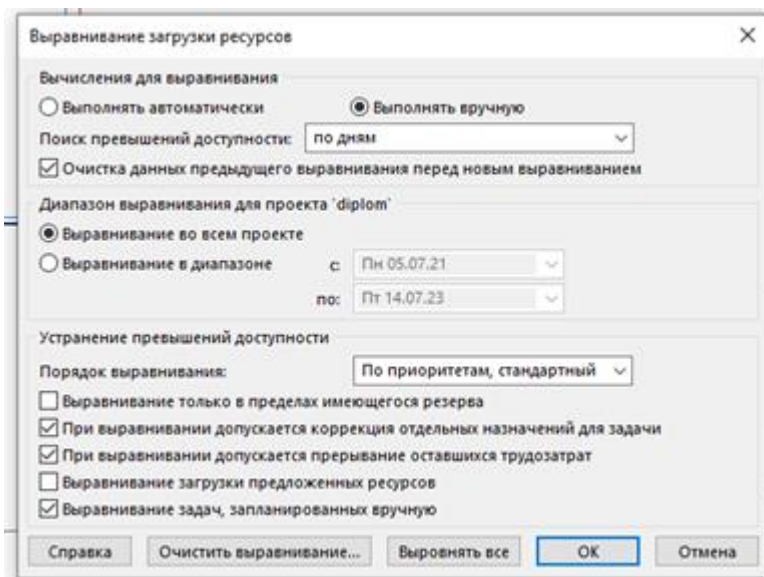 Выравнивание загрузки ресурсов
Вычисления для выравнивания
Выполнять автоматически Выполнять вручную
Поиск превышений доступности: по дням
Очистка данных предыдущего выравнивания перед новым выравниванием
Диапазон выравнивания для проекта 'diplom'
Выравнивание во всем проекте
Выравнивание в диапазоне с: Пн 05.07.21
по: Пт 14.07.23
Устранение превышений доступности
Порядок выравнивания: По приоритетам, стандартный
Выравнивание только в пределах имеющегося резерва
При выравнивании допускается коррекция отдельных назначений для задачи
При выравнивании допускается прерывание оставшихся трудозатрат
Выравнивание загрузки предложенных ресурсов
Выравнивание задач, запланированных вручную
Справка Очистить выравнивание... Выровнять все ОК Отмена